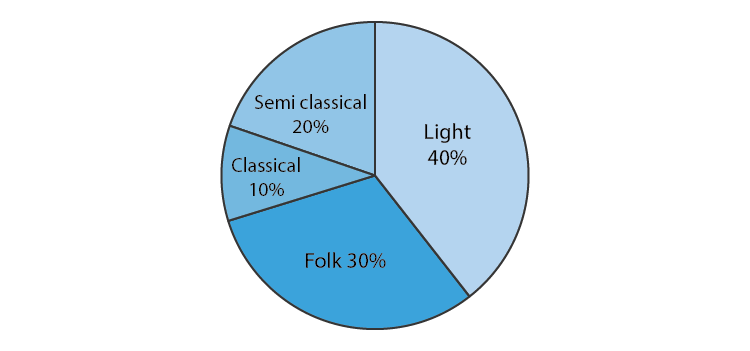 Semi classical
20%
Light
40%
Classical
10%
Folk 30%